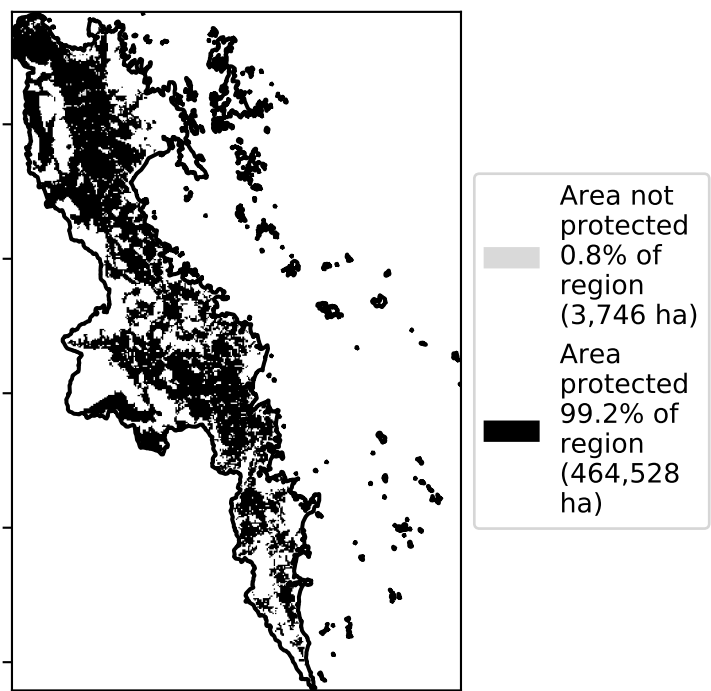 Area not
protected
0.8% of
region
(3,746 ha)
Area
protected
99.2% of
region
(464,528
ha)